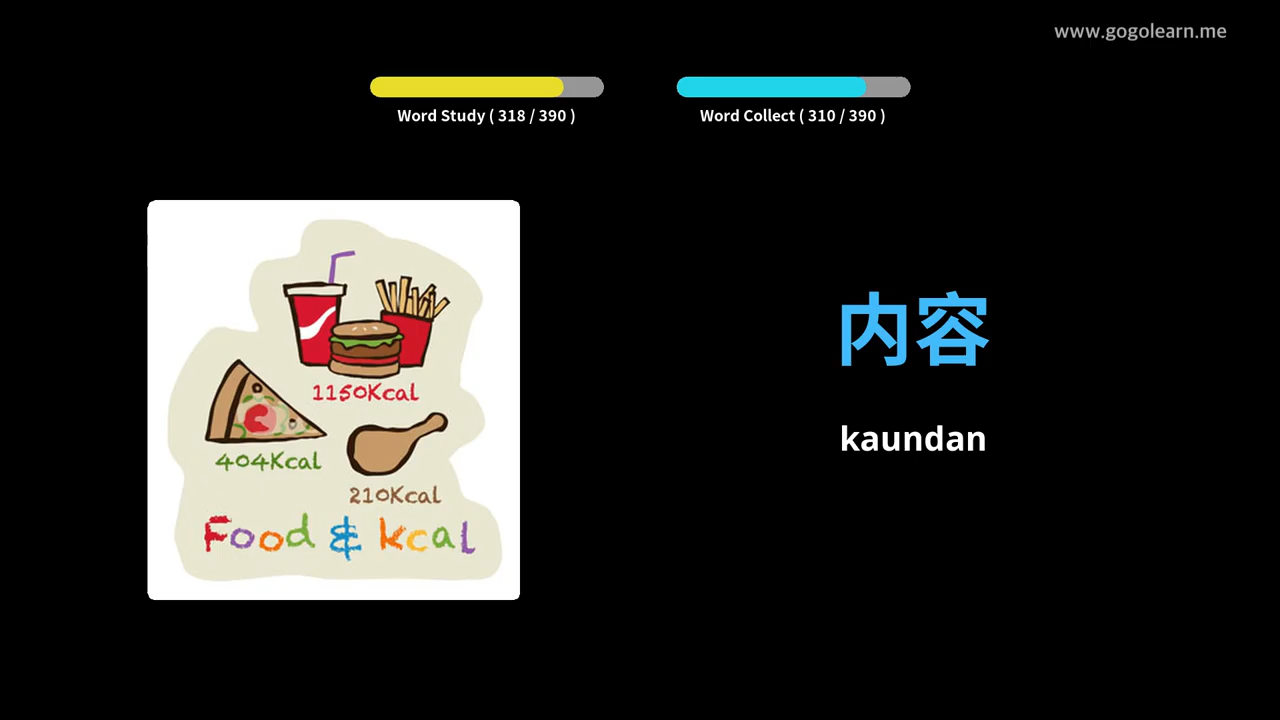 www.gogolearn.me
Word Study ( 318 / 390 )
Word Collect ( 310 / 390 )
1150Kcal
404Kcal
210Kcal
Food & kcal
内容
kaundan